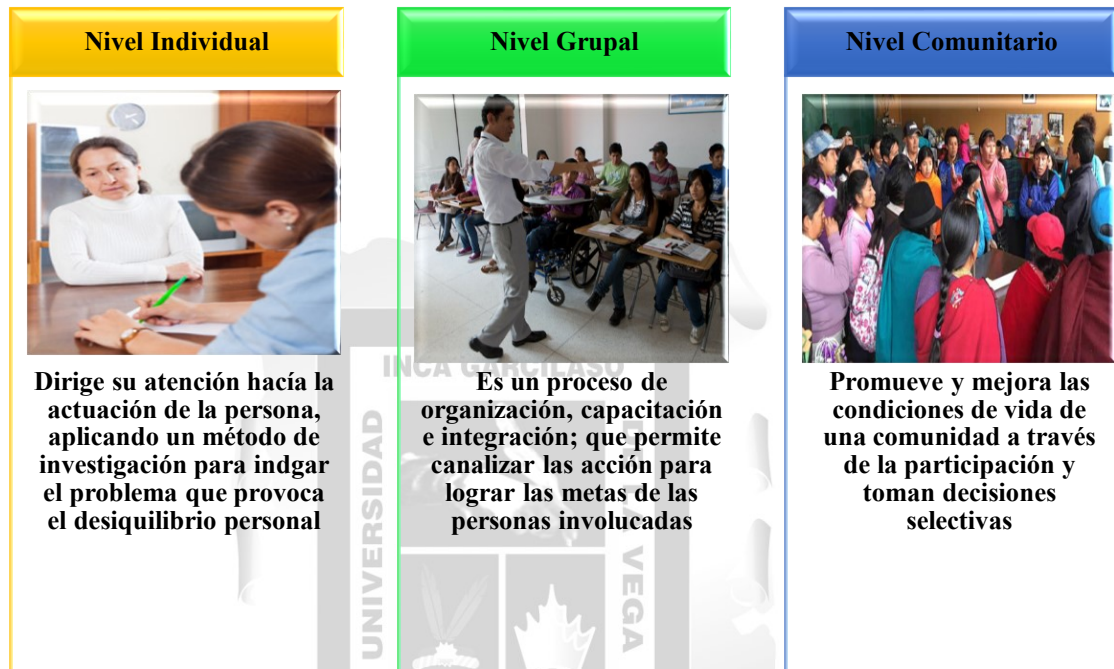 Nivel Individual
Dirige su atención hacía la
actuación de la persona,
aplicando un método de
investigación para indgar
el problema que provoca
el desiquilibrio personal
Nivel Grupal
Es un proceso de
organización, capacitación
e integración; que permite
canalizar las acción para
lograr las metas de las
personas involucadas
Nivel Comunitario
Promueve y mejora las
condiciones de vida de
una comunidad a través
de la participación y
toman decisiones
selectivas
UNIVERSIDAD
INCA GARCILASO
VEGA